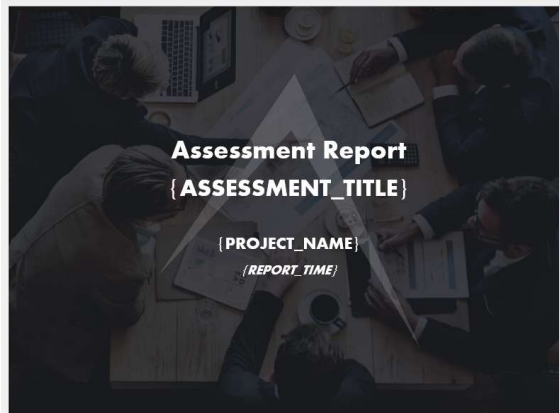 Assessment Report
{ASSESSMENT_TITLE}
{PROJECT_NAME}
{REPORT_TIME}